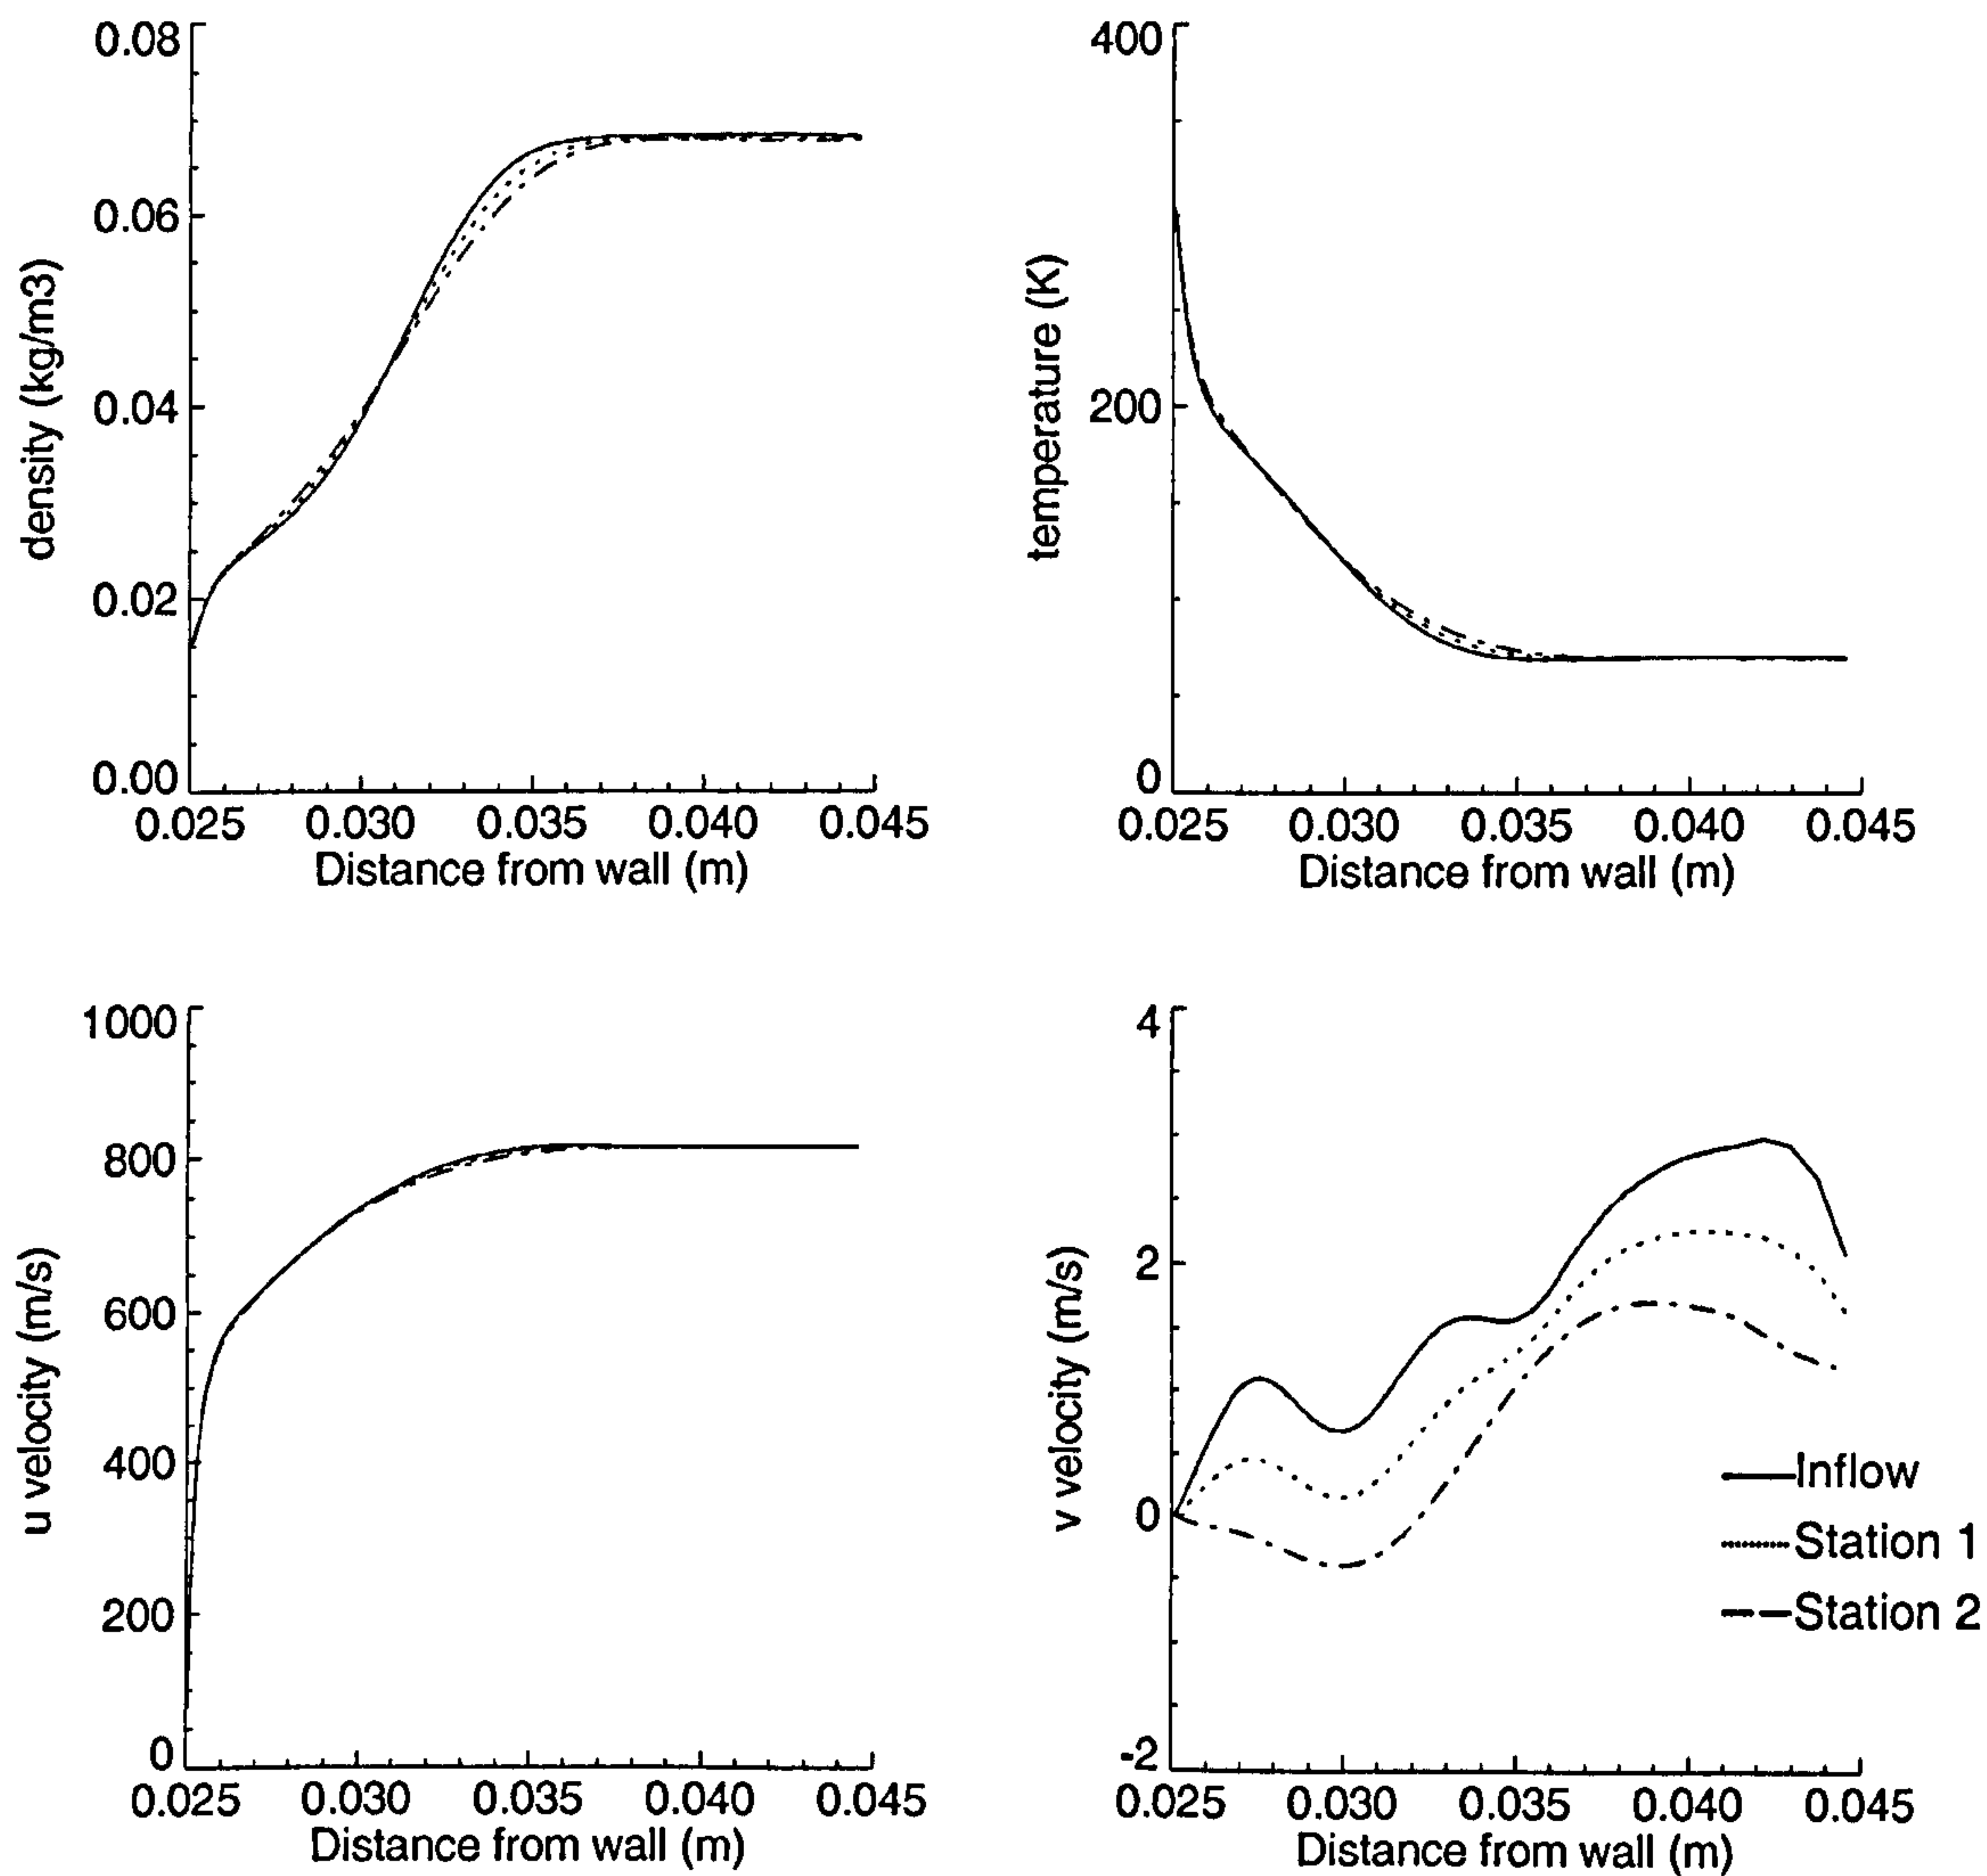 0.08
0.06
0.04
0.02
0.00
density (kg/m3)
0.025 0.030 0.035 0.040 0.045
Distance from wall (m)
400
200
0
temperature (K)
0.025 0.030 0.035 0.040 0.045
Distance from wall (m)
1000
800
600
400
200
0
u velocity (m/s)
0.025 0.030 0.035 0.040 0.045
Distance from wall (m)
4
2
0
-2
v velocity (m/s)
Inflow
Station 1
Station 2
0.025 0.030 0.035 0.040 0.045
Distance from wall (m)